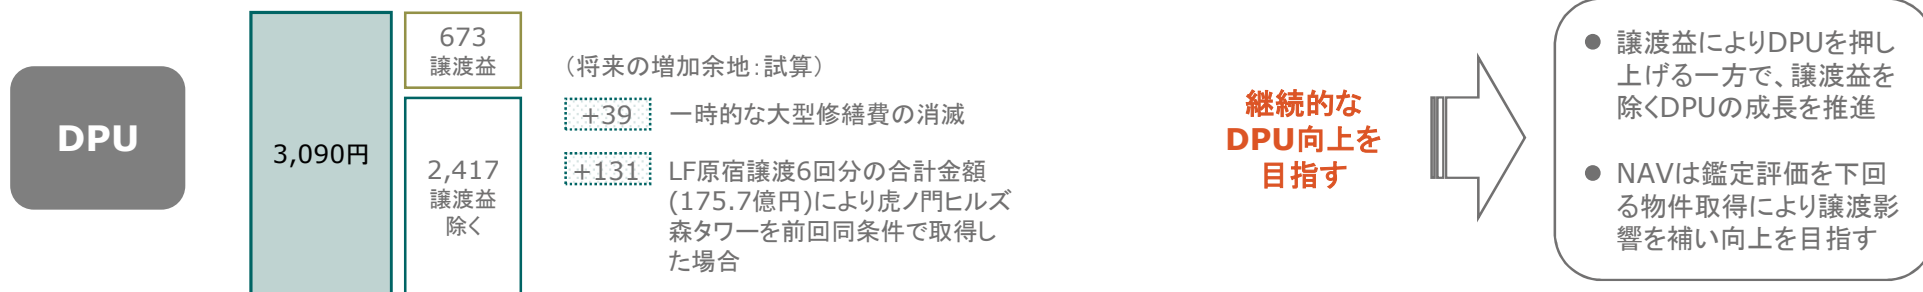 DPU
3,090円
673
譲渡益
2,417
譲渡益
除く
(将来の増加余地:試算)
+39 一時的な大型修繕費の消滅
+131 LF原宿譲渡6回分の合計金額
(175.7億円)により虎ノ門ヒルズ
森タワーを前回同条件で取得し
た場合
継続的な
DPU向上を
目指す
● 譲渡益によりDPUを押し
上げる一方で、譲渡益を
除くDPUの成長を推進
● NAVは鑑定評価を下回
る物件取得により譲渡影
響を補い向上を目指す